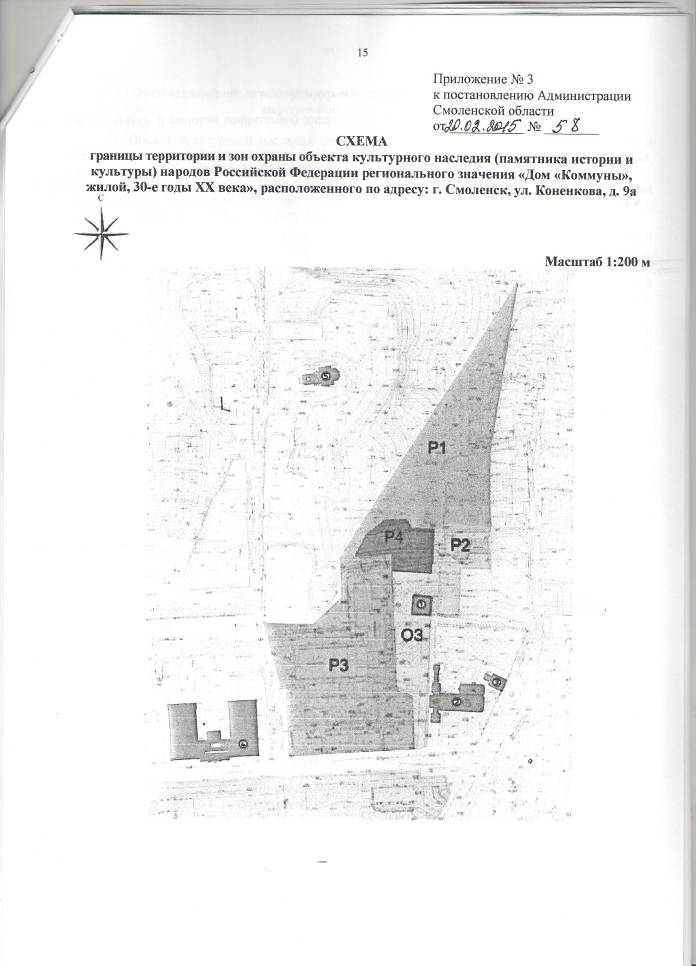 15
Приложение № 3
к постановлению Администрации
Смоленской области
от 20.02.2015 № 58
СХЕМА
границы территории и зон охраны объекта культурного наследия (памятника истории и
культуры) народов Российской Федерации регионального значения «Дом «Коммуны»,
жилой, 30-е годы XX века», расположенного по адресу: г. Смоленск, ул. Коненкова, д. 9а
С
Масштаб 1:200 м
Р1
Р4
Р2
ОЗ
Р3